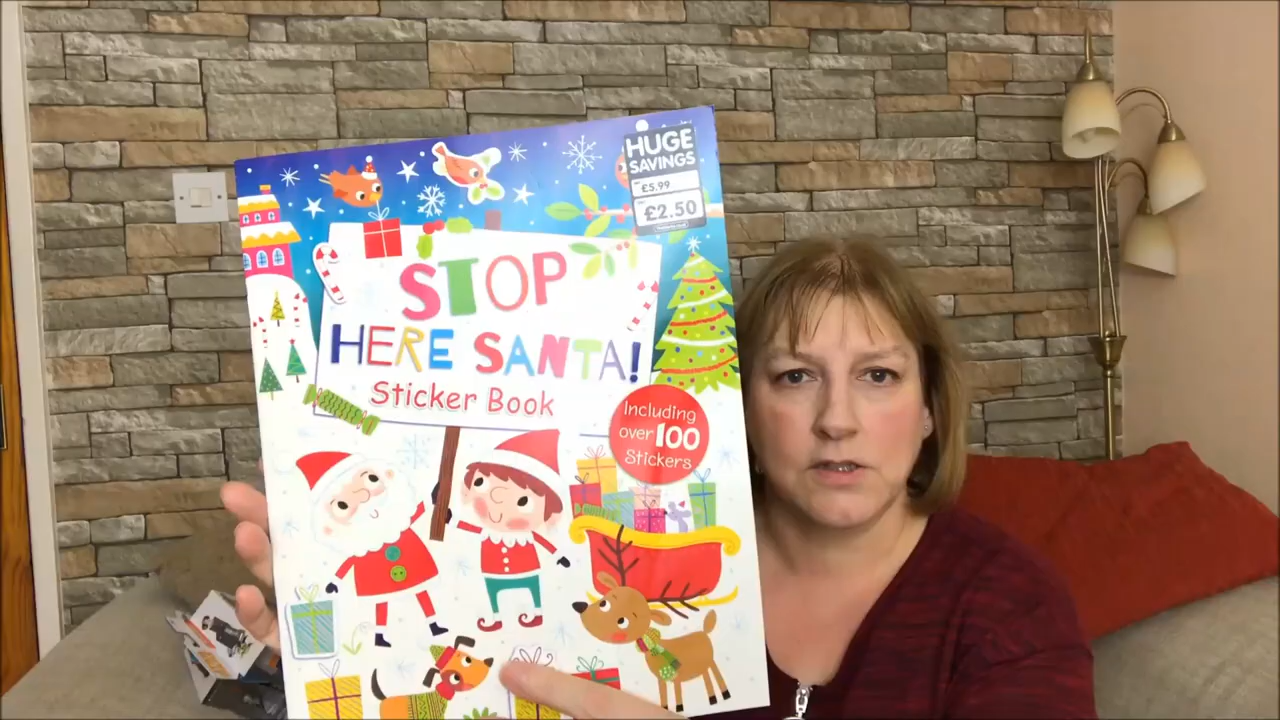 HUGE
SAVINGS
£5.99
£2.50
STOP
HERE SANTA!
Sticker Book
Including
over 100
Stickers